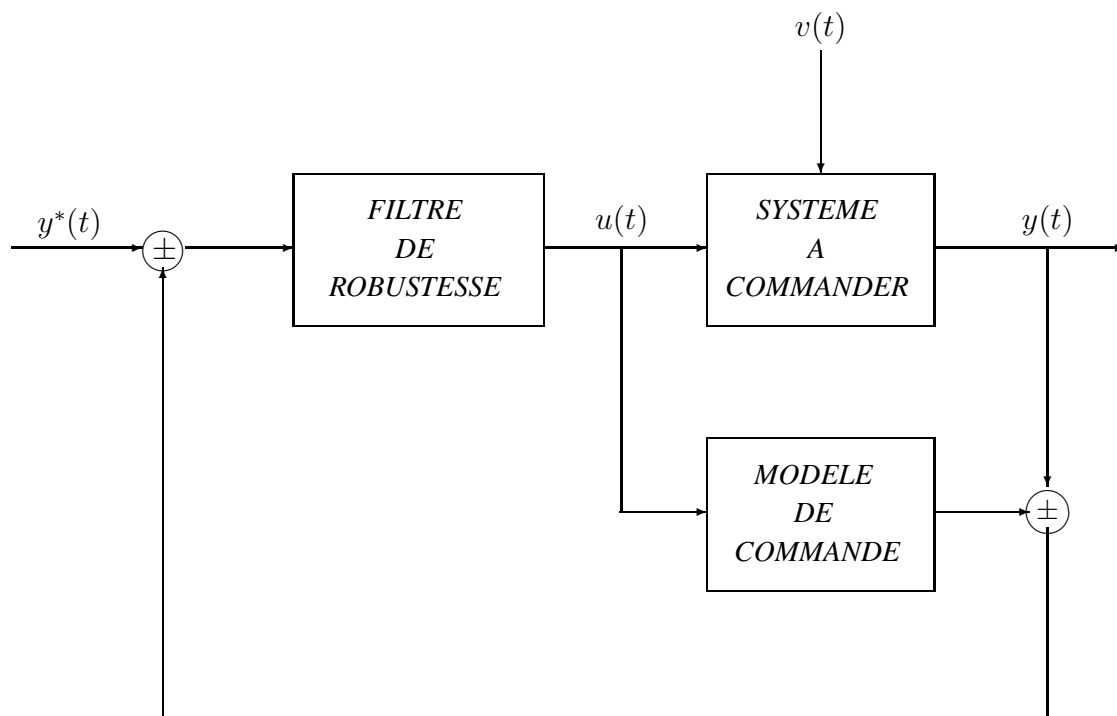 v(t)
y*(t)
±
FILTRE
DE
ROBUSTESSE
u(t)
SYSTEME
A
COMMANDER
y(t)
MODELE
DE
COMMANDE
±